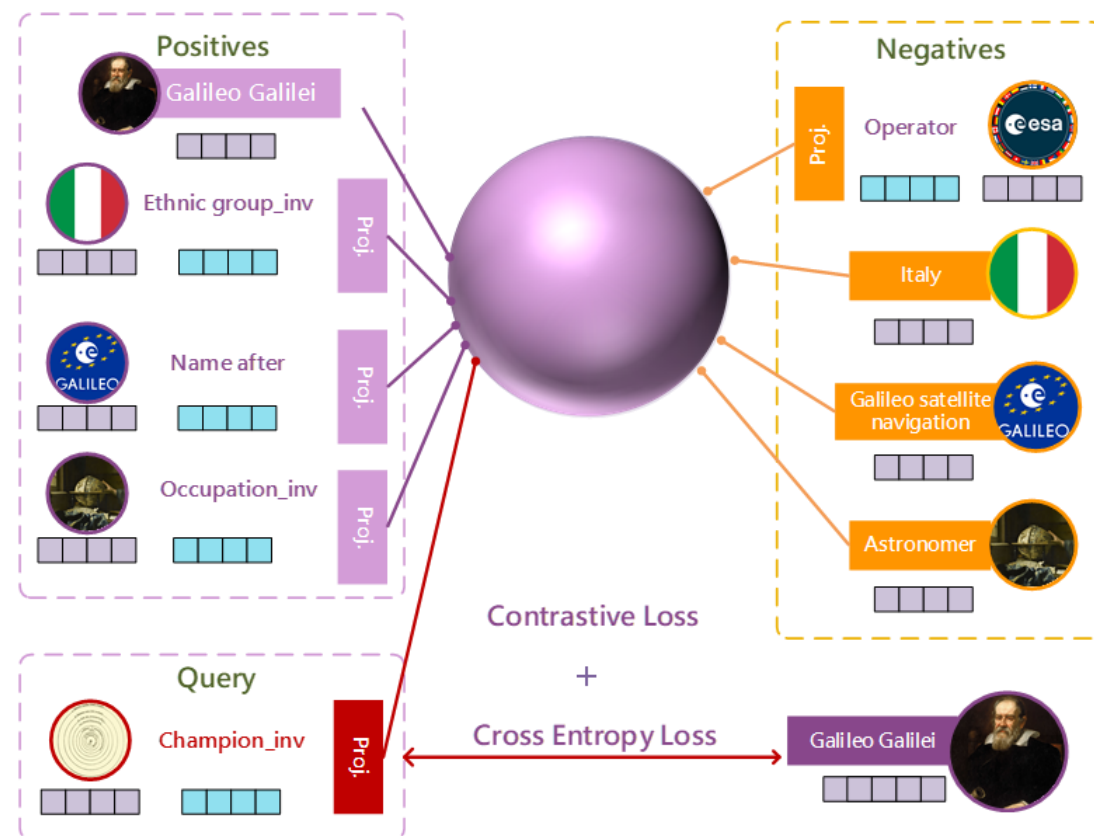 Positives
Galileo Galilei
Ethnic group_inv
Proj.
Name after
GALILEO
Proj.
Occupation_inv
Proj.
Negatives
Proj.
Operator
esa
Italy
Galileo satellite
navigation
GALILEO
Astronomer
Contrastive Loss
+
Cross Entropy Loss
Query
Champion_inv
Proj.
Galileo Galilei